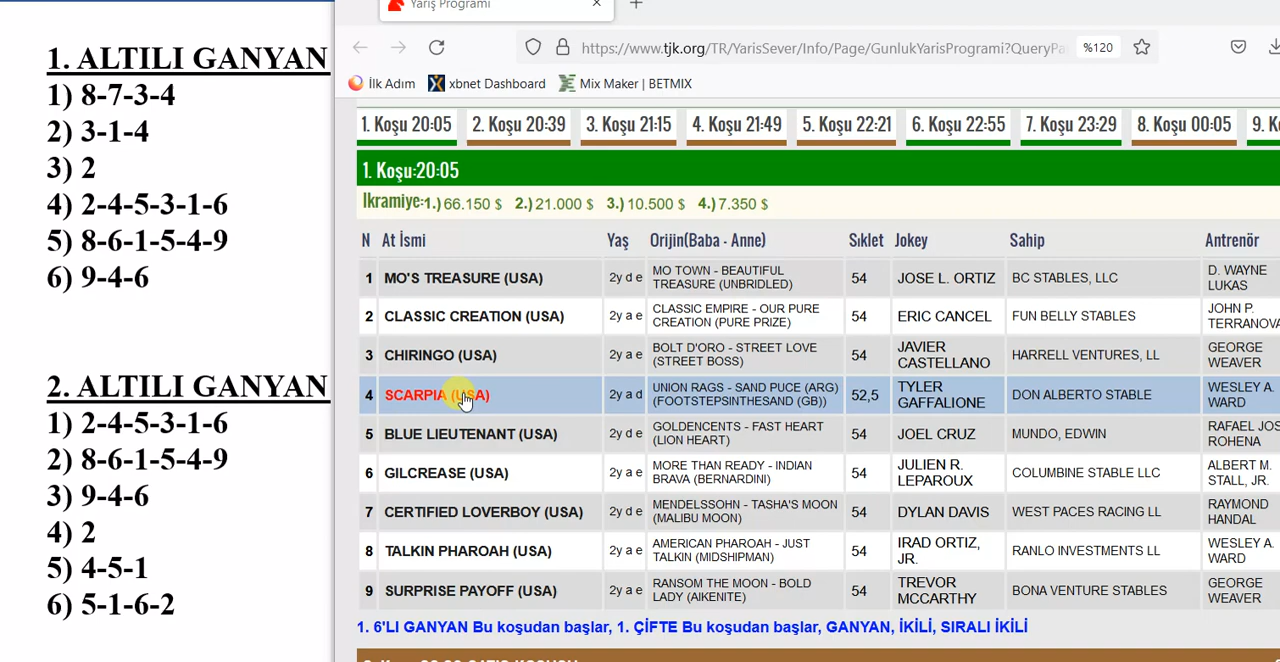 1. ALTILI GANYAN
1) 8-7-3-4
2) 3-1-4
3) 2
4) 2-4-5-3-1-6
5) 8-6-1-5-4-9
6) 9-4-6
2. ALTILI GANYAN
1) 2-4-5-3-1-6
2) 8-6-1-5-4-9
3) 9-4-6
4) 2
5) 4-5-1
6) 5-1-6-2
Yarış Programı
https://www.tjk.org/TR/YarisSever/Info/Page/GunlukYarisProgrami?QueryPa %120
İlk Adım xbnet Dashboard Mix Maker | BETMIX
1. Koşu 20:05 2. Koşu 20:39 3. Koşu 21:15 4. Koşu 21:49 5. Koşu 22:21 6. Koşu 22:55 7. Koşu 23:29 8. Koşu 00:05 9. K
1. Koşu:20:05
İkramiye:1.) 66.150 $ 2.) 21.000 $ 3.) 10.500 $ 4.) 7.350 $
N At İsmi Yaş Orijin(Baba - Anne) Sıklet Jokey Sahip Antrenör
1 MO'S TREASURE (USA) 2y d e MO TOWN - BEAUTIFUL TREASURE (UNBRIDLED) 54 JOSE L. ORTIZ BC STABLES, LLC D. WAYNE LUKAS
2 CLASSIC CREATION (USA) 2y a e CLASSIC EMPIRE - OUR PURE CREATION (PURE PRIZE) 54 ERIC CANCEL FUN BELLY STABLES JOHN P. TERRANOVA
3 CHIRINGO (USA) 2y a e BOLT D'ORO - STREET LOVE (STREET BOSS) 54 JAVIER CASTELLANO HARRELL VENTURES, LL GEORGE WEAVER
4 SCARPIA (USA) 2y a d UNION RAGS - SAND PUCE (ARG) (FOOTSTEPSINTHESAND (GB)) 52,5 TYLER GAFFALIONE DON ALBERTO STABLE WESLEY A. WARD
5 BLUE LIEUTENANT (USA) 2y d e GOLDENCENTS - FAST HEART (LION HEART) 54 JOEL CRUZ MUNDO, EDWIN RAFAEL JOS ROHENA
6 GILCREASE (USA) 2y a e MORE THAN READY - INDIAN BRAVA (BERNARDINI) 54 JULIEN R. LEPAROUX COLUMBINE STABLE LLC ALBERT M. STALL, JR.
7 CERTIFIED LOVERBOY (USA) 2y d e MENDELSSOHN - TASHA'S MOON (MALIBU MOON) 54 DYLAN DAVIS WEST PACES RACING LL RAYMOND HANDAL
8 TALKIN PHAROAH (USA) 2y a e AMERICAN PHAROAH - JUST TALKIN (MIDSHIPMAN) 54 IRAD ORTIZ, JR. RANLO INVESTMENTS LL WESLEY A. WARD
9 SURPRISE PAYOFF (USA) 2y a e RANSOM THE MOON - BOLD LADY (AIKENITE) 54 TREVOR MCCARTHY BONA VENTURE STABLES GEORGE WEAVER
1. 6'LI GANYAN Bu koşudan başlar, 1. ÇİFTE Bu koşudan başlar, GANYAN, İKİLİ, SIRALI İKİLİ